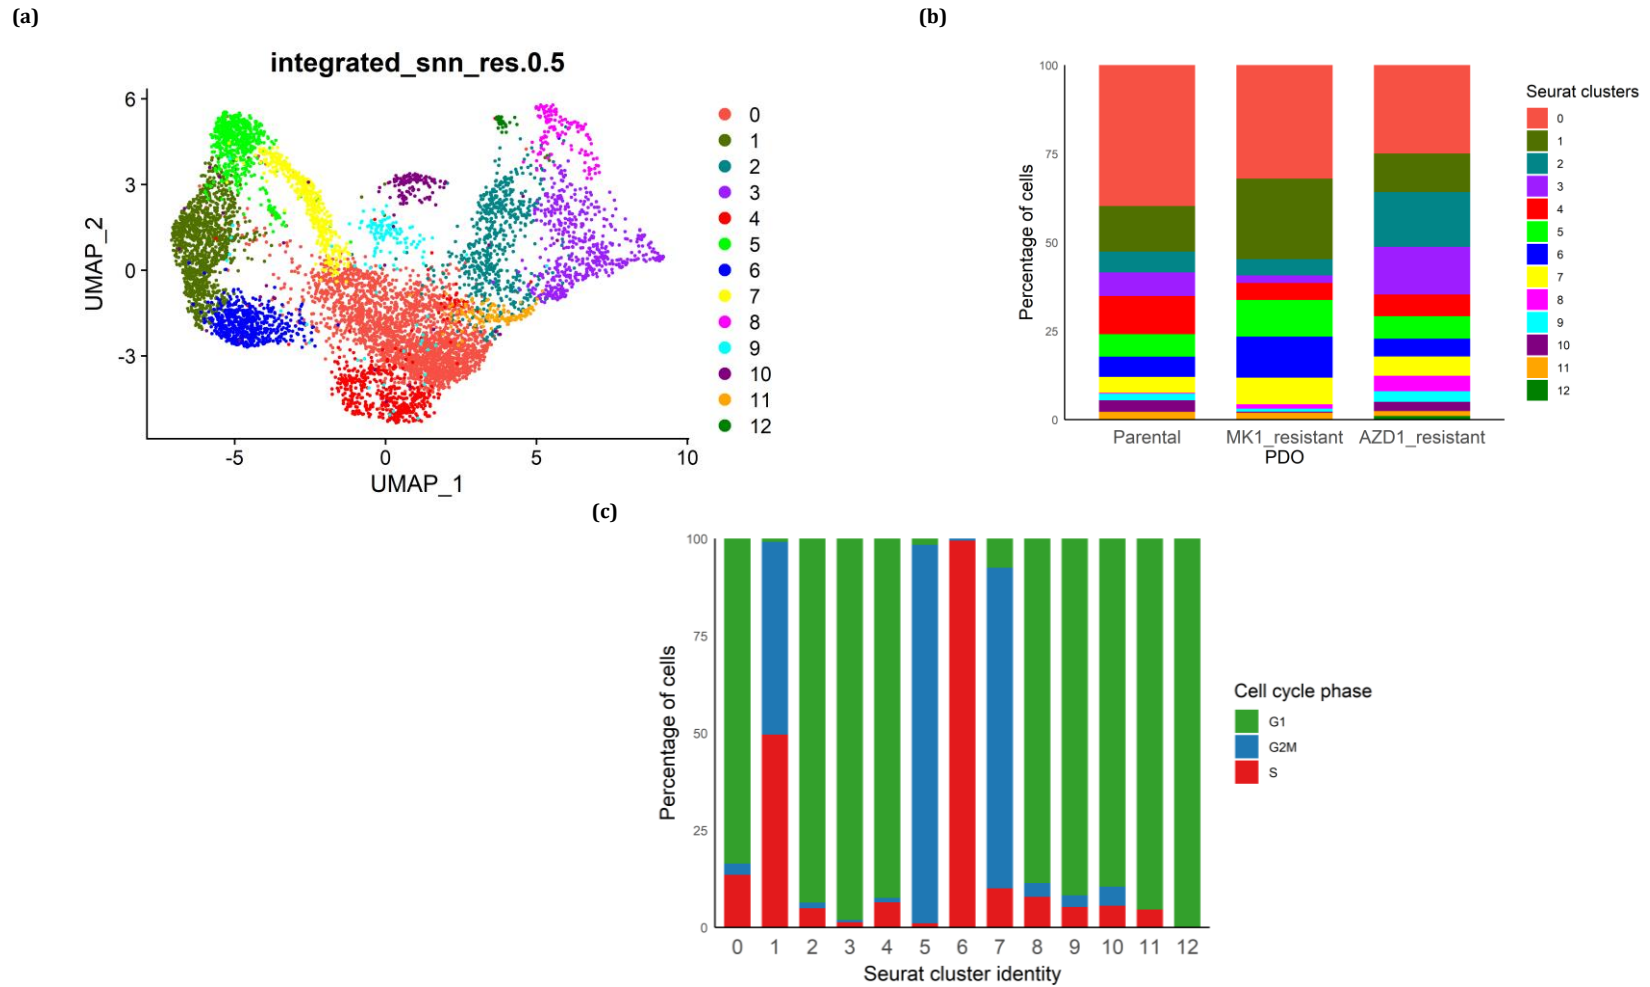 (a)
integrated_snn_res.0.5
UMAP_2
6
3
0
-3
-5
0
5
10
UMAP_1
0
1
2
3
4
5
6
7
8
9
10
11
12
(b)
Percentage of cells
100
75
50
25
0
Parental MK1_resistant AZD1_resistant
PDO
Seurat clusters
0
1
2
3
4
5
6
7
8
9
10
11
12
(c)
Percentage of cells
100
75
50
25
0
0 1 2 3 4 5 6 7 8 9 10 11 12
Seurat cluster identity
Cell cycle phase
G1
G2M
S